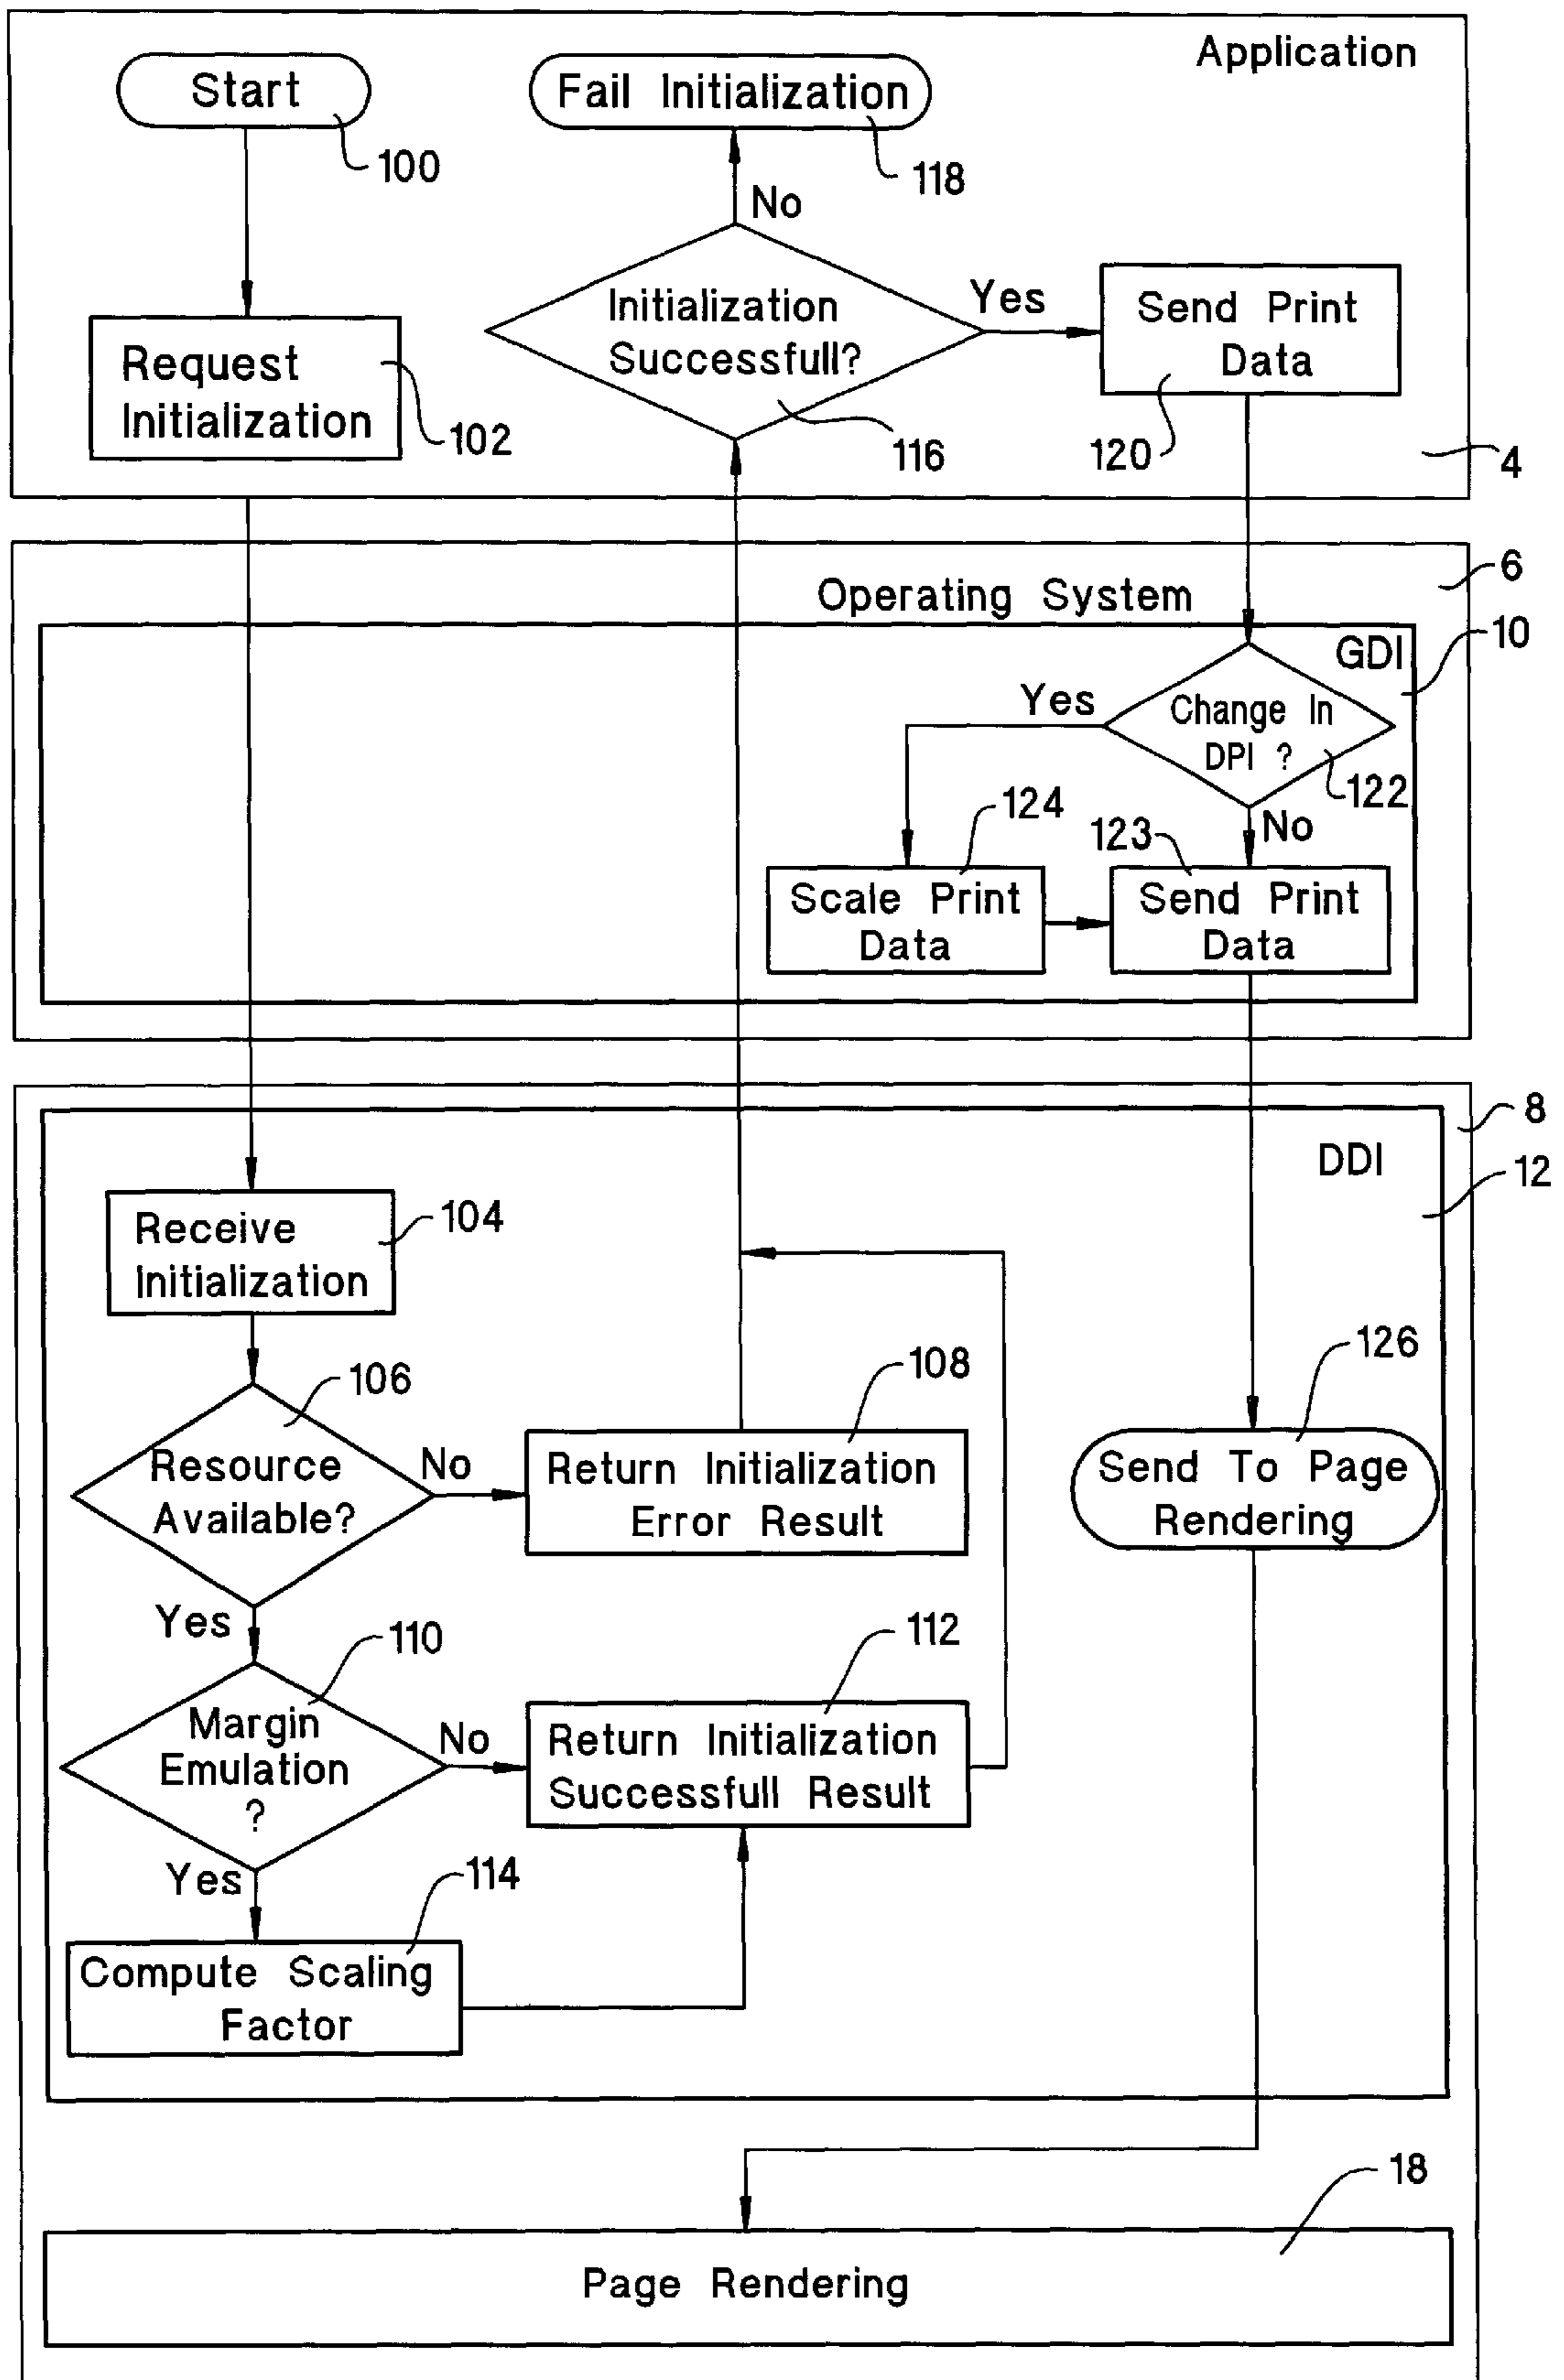 Application
Start
100
Fail Initialization
118
No
Request
Initialization
102
Initialization
Successfull?
116
Yes
Send Print
Data
120
4
Operating System
6
GDI
10
Change In
DPI ?
122
Yes
No
124
Scale Print
Data
123
Send Print
Data
8
DDI
12
Receive
Initialization
104
106
Resource
Available?
No
108
Return Initialization
Error Result
126
Send To Page
Rendering
Yes
110
Margin
Emulation
?
No
112
Return Initialization
Successfull Result
Yes
114
Compute Scaling
Factor
18
Page Rendering